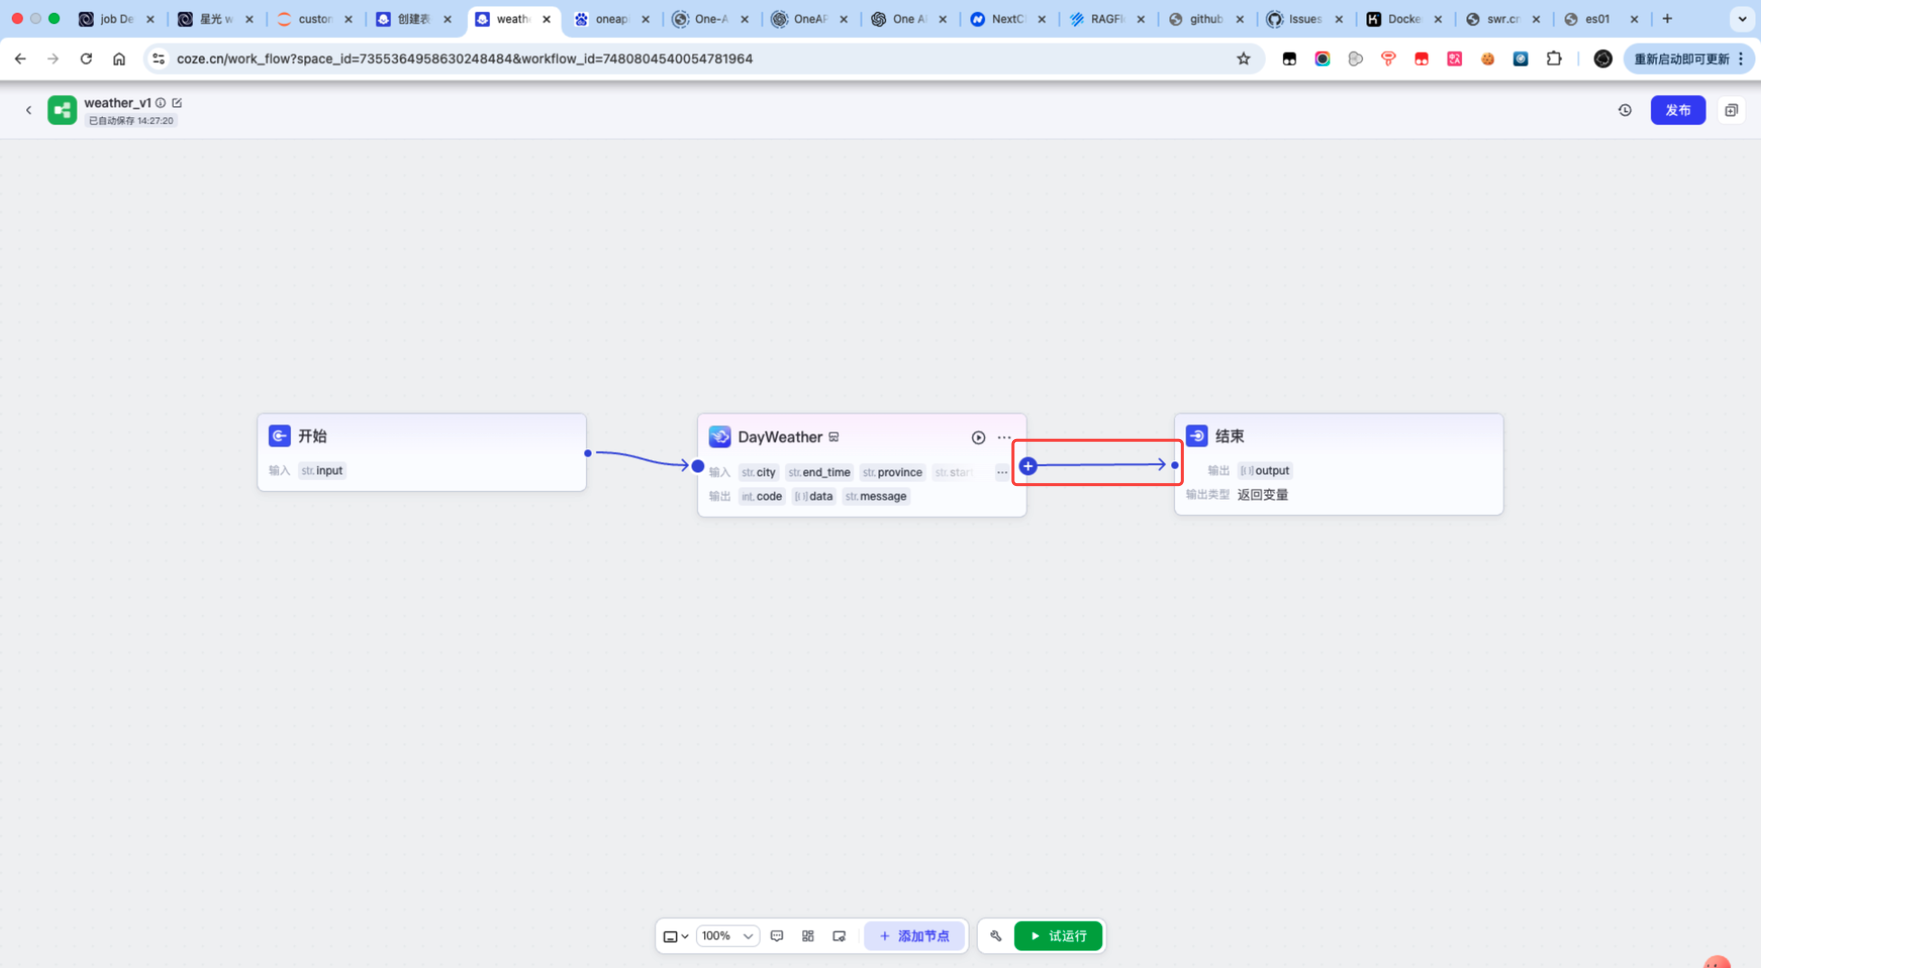 job De
星光 w
custon
创建表
weath
oneap
One-A
OneAF
One AI
NextC
RAGFl
github
Issues
Docke
swr.cr
es01
coze.cn/work_flow?space_id=7355364958630248484&workflow_id=7480804540054781964
重新启动即可更新
weather_v1
已自动保存 14:27:20
发布
开始
输入 str.input
DayWeather
输入 str.city str.end_time str.province str.start
输出 int.code [()]data str.message
结束
输出 [()]output
输出类型 返回变量
100%
+ 添加节点
试运行